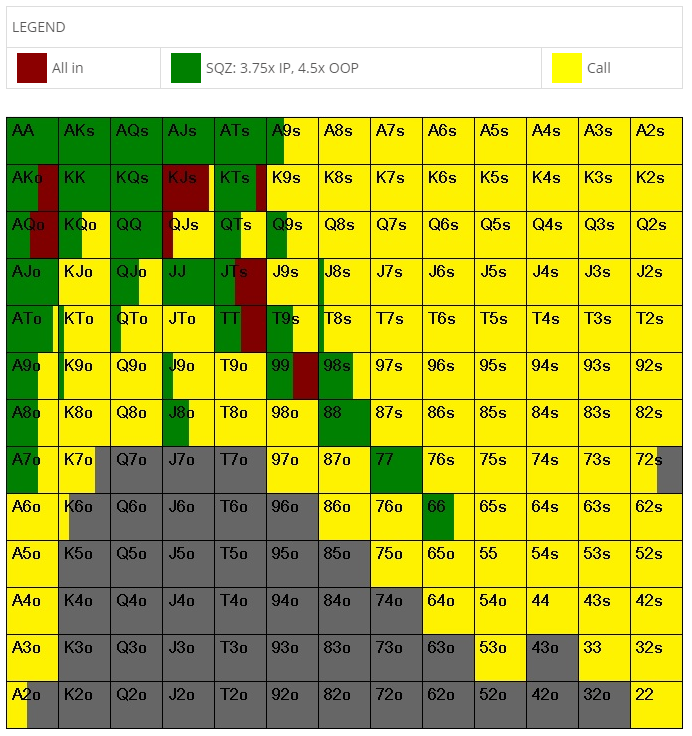 LEGEND
All in SQZ: 3.75x IP, 4.5x OOP Call
AA AKs AQs AJs ATs A9s A8s A7s A6s A5s A4s A3s A2s
AKo KK KQs KJs KTs K9s K8s K7s K6s K5s K4s K3s K2s
AQo KQo QQ QJs QTs Q9s Q8s Q7s Q6s Q5s Q4s Q3s Q2s
AJo KJo QJo JJ JTs J9s J8s J7s J6s J5s J4s J3s J2s
ATo KTo QTo JTo TT T9s T8s T7s T6s T5s T4s T3s T2s
A9o K9o Q9o J9o T9o 99 98s 97s 96s 95s 94s 93s 92s
A8o K8o Q8o J8o T8o 98o 88 87s 86s 85s 84s 83s 82s
A7o K7o Q7o J7o T7o 97o 87o 77 76s 75s 74s 73s 72s
A6o K6o Q6o J6o T6o 96o 86o 76o 66 65s 64s 63s 62s
A5o K5o Q5o J5o T5o 95o 85o 75o 65o 55 54s 53s 52s
A4o K4o Q4o J4o T4o 94o 84o 74o 64o 54o 44 43s 42s
A3o K3o Q3o J3o T3o 93o 83o 73o 63o 53o 43o 33 32s
A2o K2o Q2o J2o T2o 92o 82o 72o 62o 52o 42o 32o 22